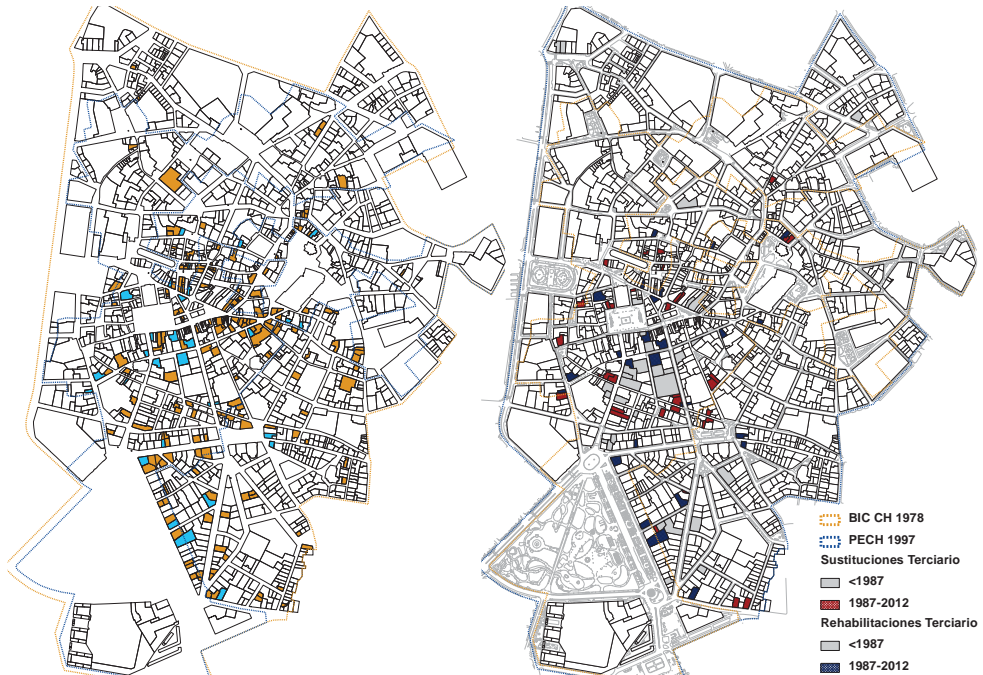 BIC CH 1978
PECH 1997
Sustituciones Terciario
<1987
1987-2012
Rehabilitaciones Terciario
<1987
1987-2012